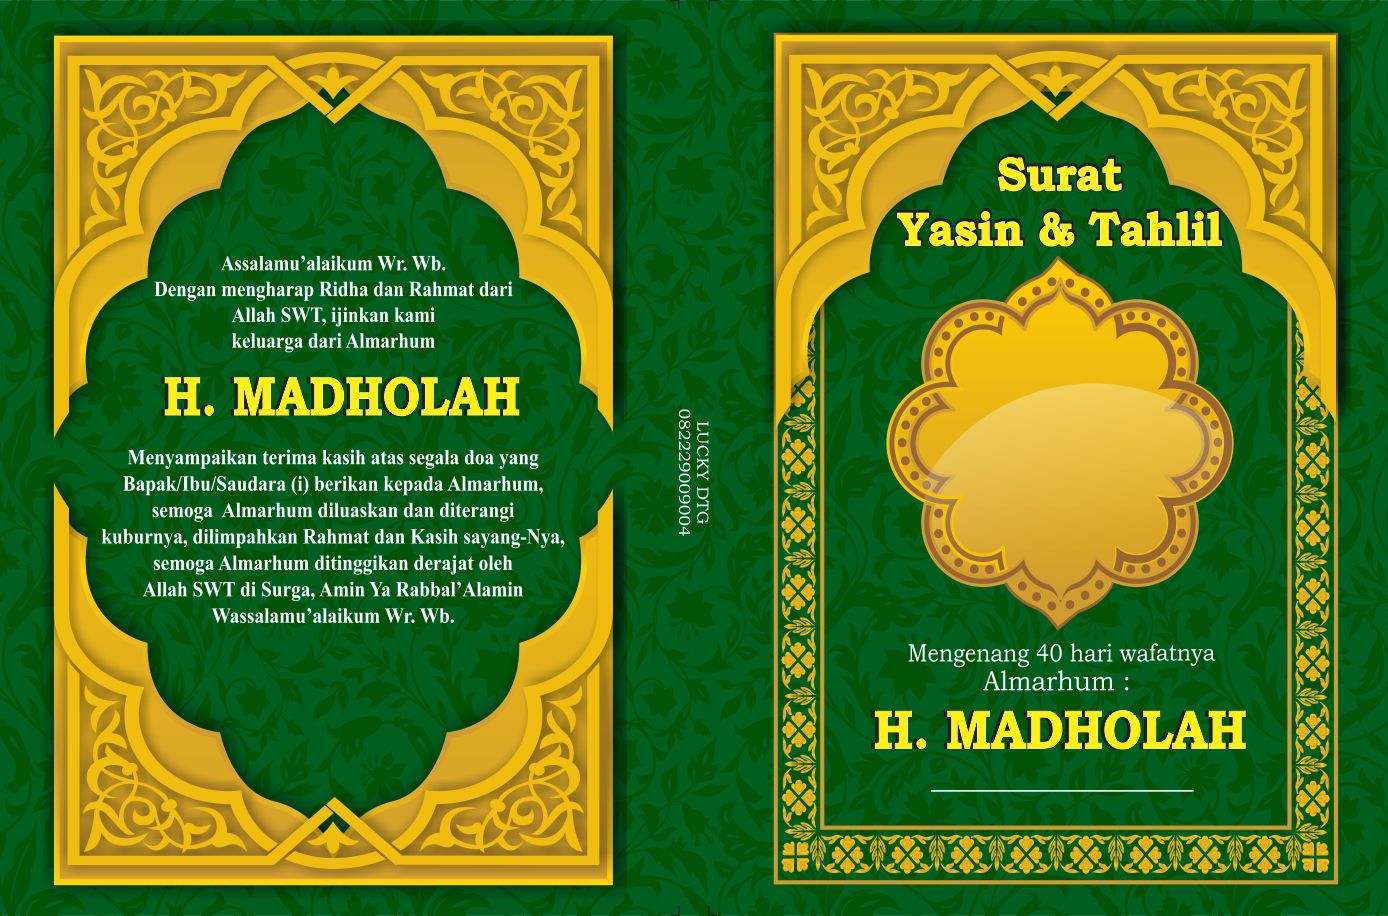 Assalamu’alaikum Wr. Wb.
Dengan mengharap Ridha dan Rahmat dari
Allah SWT, ijinkan kami
keluarga dari Almarhum
H. MADHOLAH
Menyampaikan terima kasih atas segala doa yang
Bapak/Ibu/Saudara (i) berikan kepada Almarhum,
semoga  Almarhum diluaskan dan diterangi
kuburnya, dilimpahkan Rahmat dan Kasih sayang-Nya,
semoga Almarhum ditinggikan derajat oleh
Allah SWT di Surga, Amin Ya Rabbal’Alamin
Wassalamu’alaikum Wr. Wb.
LUCKY DTG
082229009004
Surat
Yasin & Tahlil
Mengenang 40 hari wafatnya
Almarhum :
H. MADHOLAH